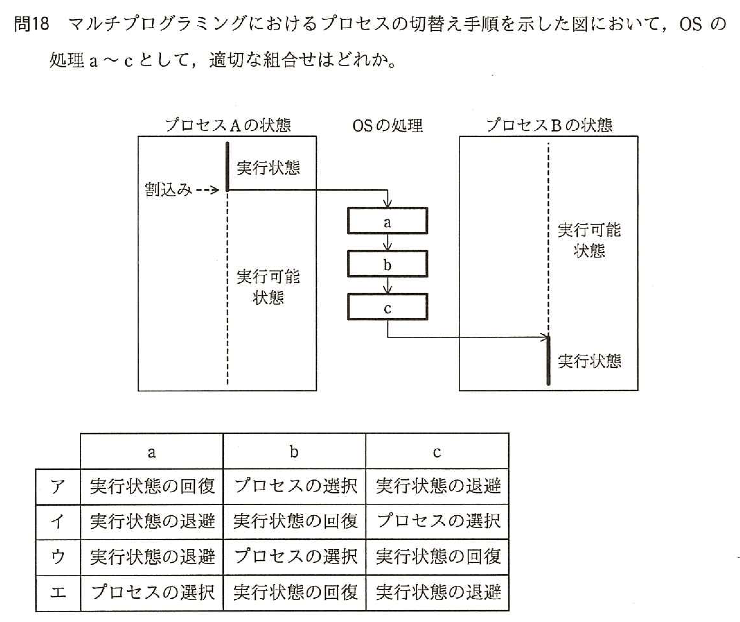 問18 マルチプログラミングにおけるプロセスの切替え手順を示した図において,OS の
処理 a ~ c として,適切な組合せはどれか。
プロセスAの状態 OSの処理 プロセスBの状態
実行状態
割込み
a
b
c
実行可能
状態
実行可能
状態
実行状態
a b c
ア 実行状態の回復 プロセスの選択 実行状態の退避
イ 実行状態の退避 実行状態の回復 プロセスの選択
ウ 実行状態の退避 プロセスの選択 実行状態の回復
エ プロセスの選択 実行状態の回復 実行状態の退避